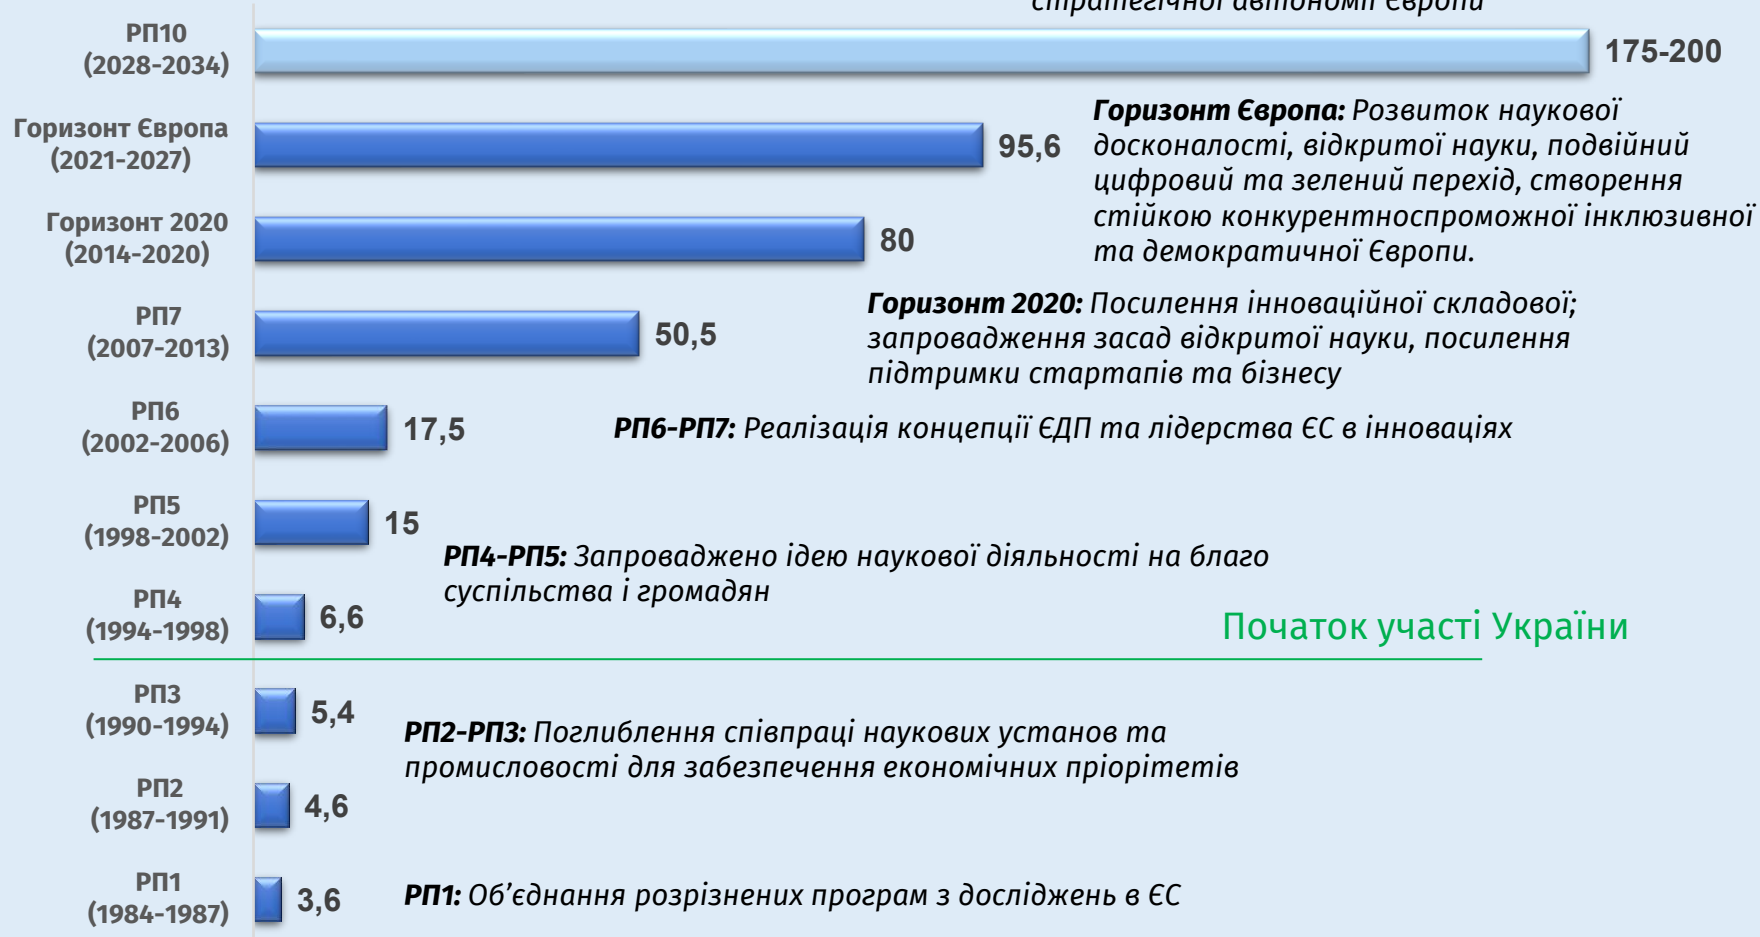 стратегічної автономії Європи
РП10
(2028-2034)
175-200
Горизонт Європа
(2021-2027)
95,6
Горизонт Європа: Розвиток наукової
досконалості, відкритої науки, подвійний
цифровий та зелений перехід, створення
стійкою конкурентноспроможної інклюзивної
та демократичної Європи.
Горизонт 2020
(2014-2020)
80
РП7
(2007-2013)
50,5
Горизонт 2020: Посилення інноваційної складової;
запровадження засад відкритої науки, посилення
підтримки стартапів та бізнесу
РП6
(2002-2006)
17,5
РП6-РП7: Реалізація концепції ЄДП та лідерства ЄС в інноваціях
РП5
(1998-2002)
15
РП4-РП5: Запроваджено ідею наукової діяльності на благо
суспільства і громадян
РП4
(1994-1998)
6,6
Початок участі України
РП3
(1990-1994)
5,4
РП2-РП3: Поглиблення співпраці наукових установ та
промисловості для забезпечення економічних пріорітетів
РП2
(1987-1991)
4,6
РП1
(1984-1987)
3,6
РП1: Об’єднання розрізнених програм з досліджень в ЄС